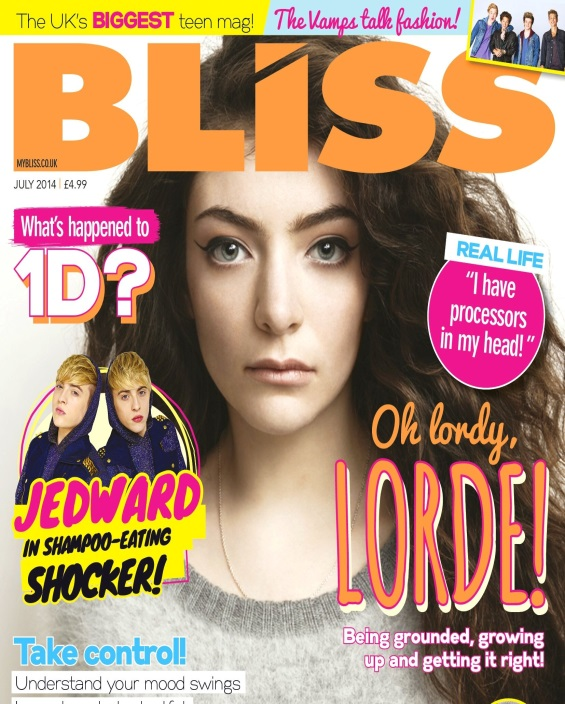 The UK's BIGGEST teen mag!
The Vamps talk fashion!
BLiSS
MYBLISS.CO.UK
JULY 2014 | £4.99
What's happened to
1D?
REAL LIFE
"I have
processors
in my head!"
Oh lordy,
LORDE!
Being grounded, growing
up and getting it right!
JEDWARD
IN SHAMPOO-EATING
SHOCKER!
Take control!
Understand your mood swings